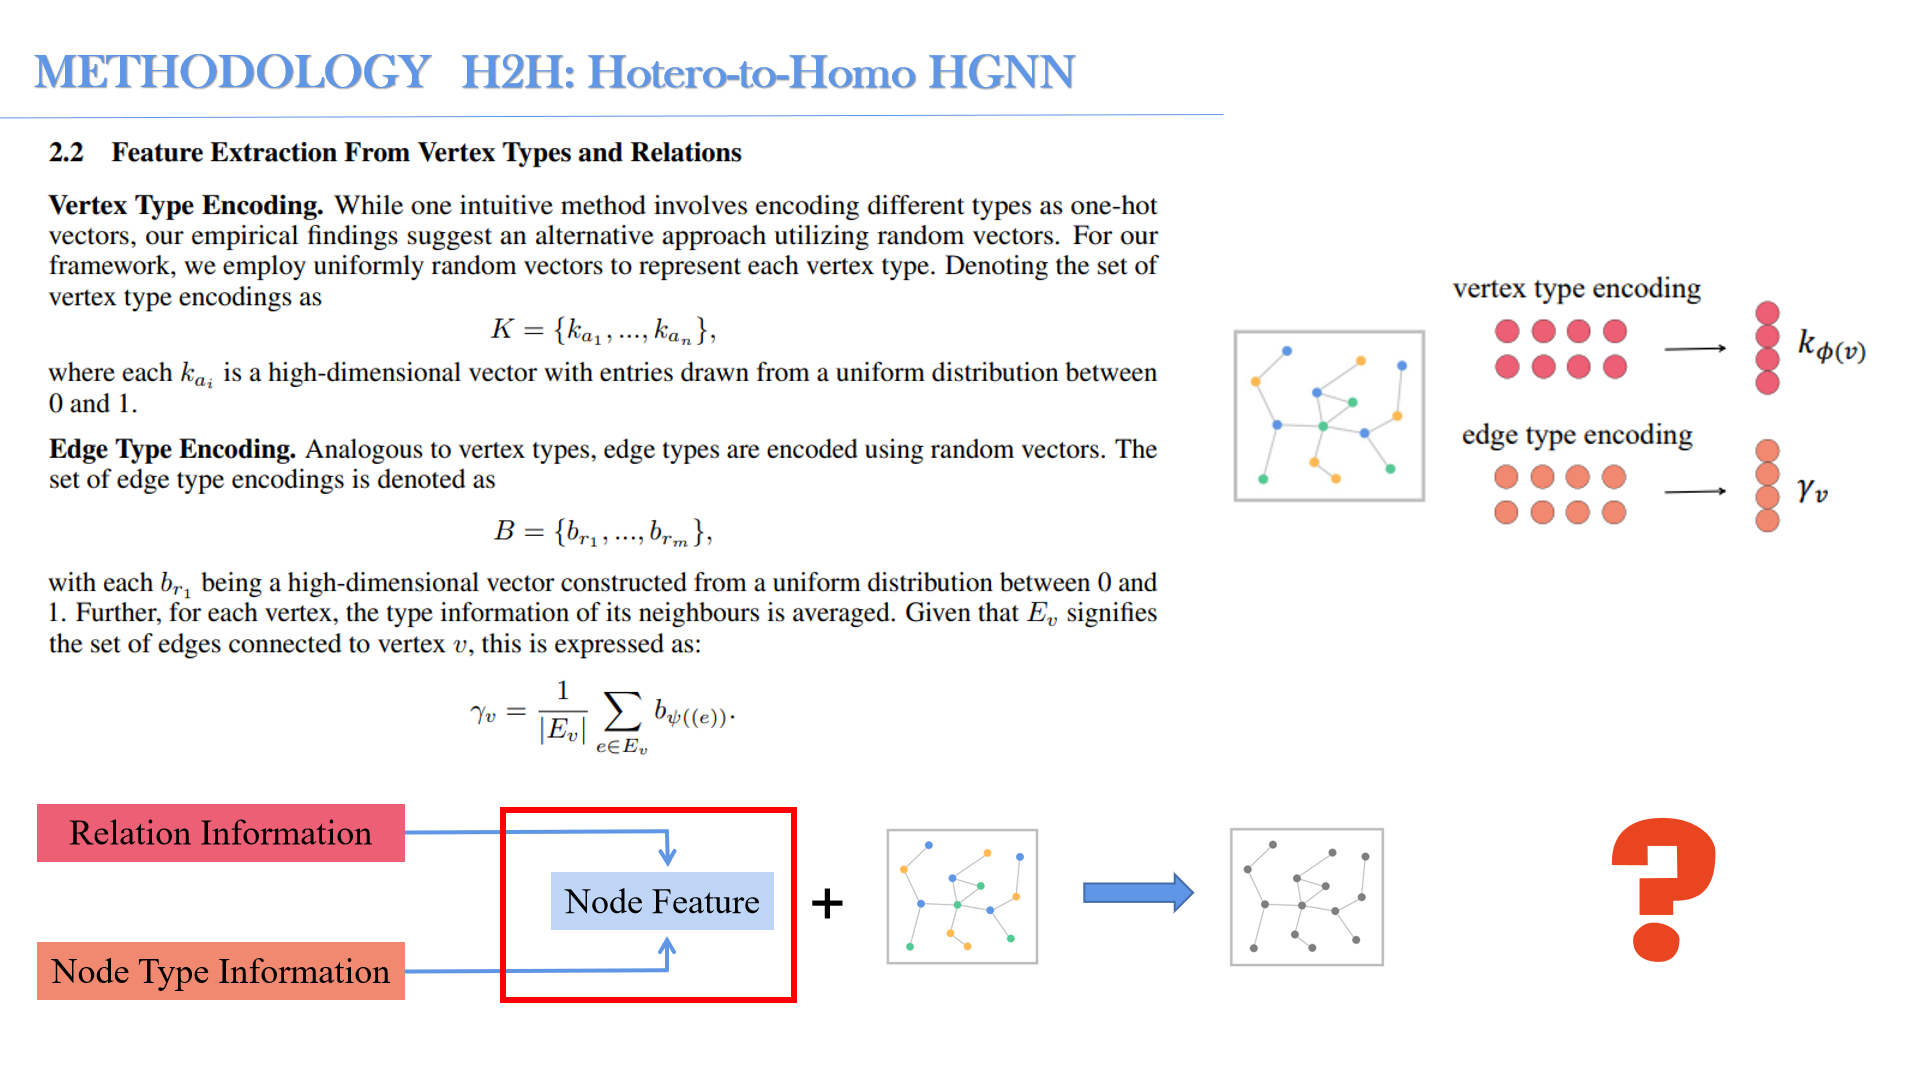 METHODOLOGY H2H: Hotero-to-Homo HGNN
2.2 Feature Extraction From Vertex Types and Relations
Vertex Type Encoding. While one intuitive method involves encoding different types as one-hot
vectors, our empirical findings suggest an alternative approach utilizing random vectors. For our
framework, we employ uniformly random vectors to represent each vertex type. Denoting the set of
vertex type encodings as
$K = \{k_{a_1}, ..., k_{a_n}\},$
where each $k_{a_i}$ is a high-dimensional vector with entries drawn from a uniform distribution between
0 and 1.
Edge Type Encoding. Analogous to vertex types, edge types are encoded using random vectors. The
set of edge type encodings is denoted as
$B = \{b_{r_1}, ..., b_{r_m}\},$
with each $b_{r_1}$ being a high-dimensional vector constructed from a uniform distribution between 0 and
1. Further, for each vertex, the type information of its neighbours is averaged. Given that $E_v$ signifies
the set of edges connected to vertex $v$, this is expressed as:
$\gamma_v = \frac{1}{|E_v|} \sum_{e \in E_v} b_{\psi((e))}.$
vertex type encoding
$k_{\phi(v)}$
edge type encoding
$\gamma_v$
Relation Information
Node Feature
+
Node Type Information
?